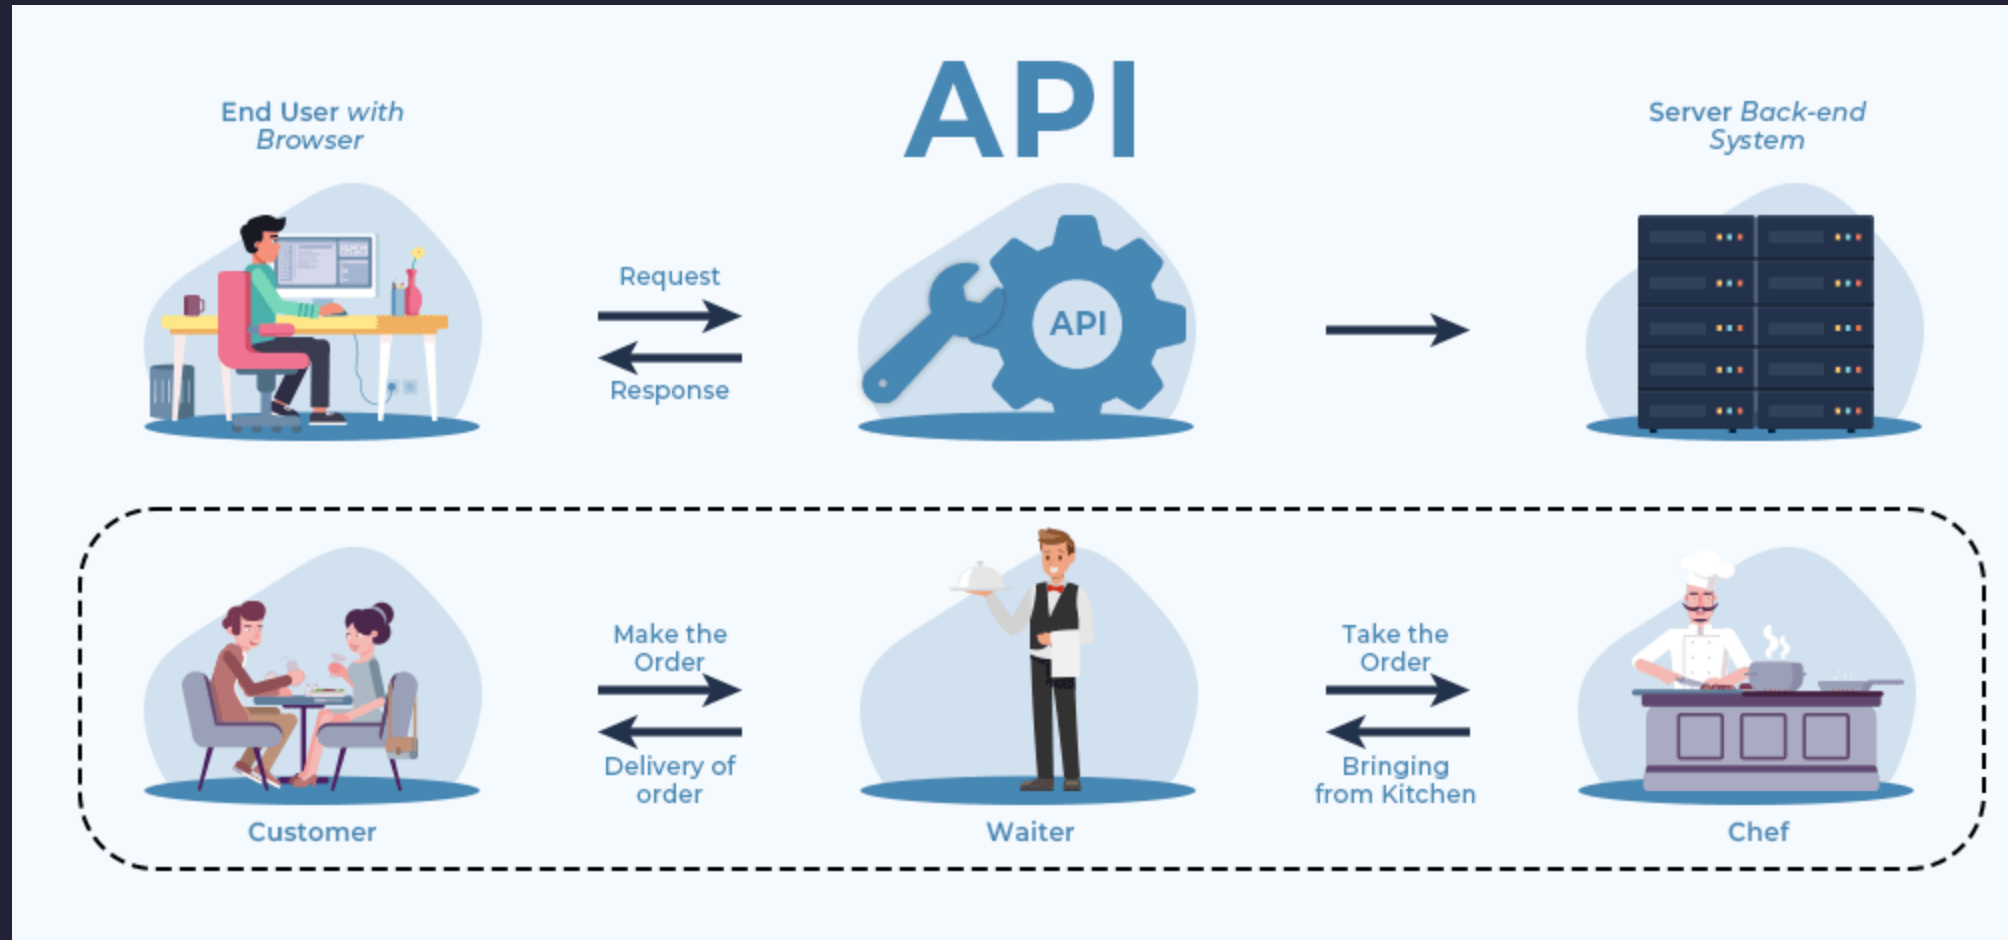 API
End User with
Browser
Server Back-end
System
Request
Response
API
Make the
Order
Delivery of
order
Take the
Order
Bringing
from Kitchen
Customer
Waiter
Chef